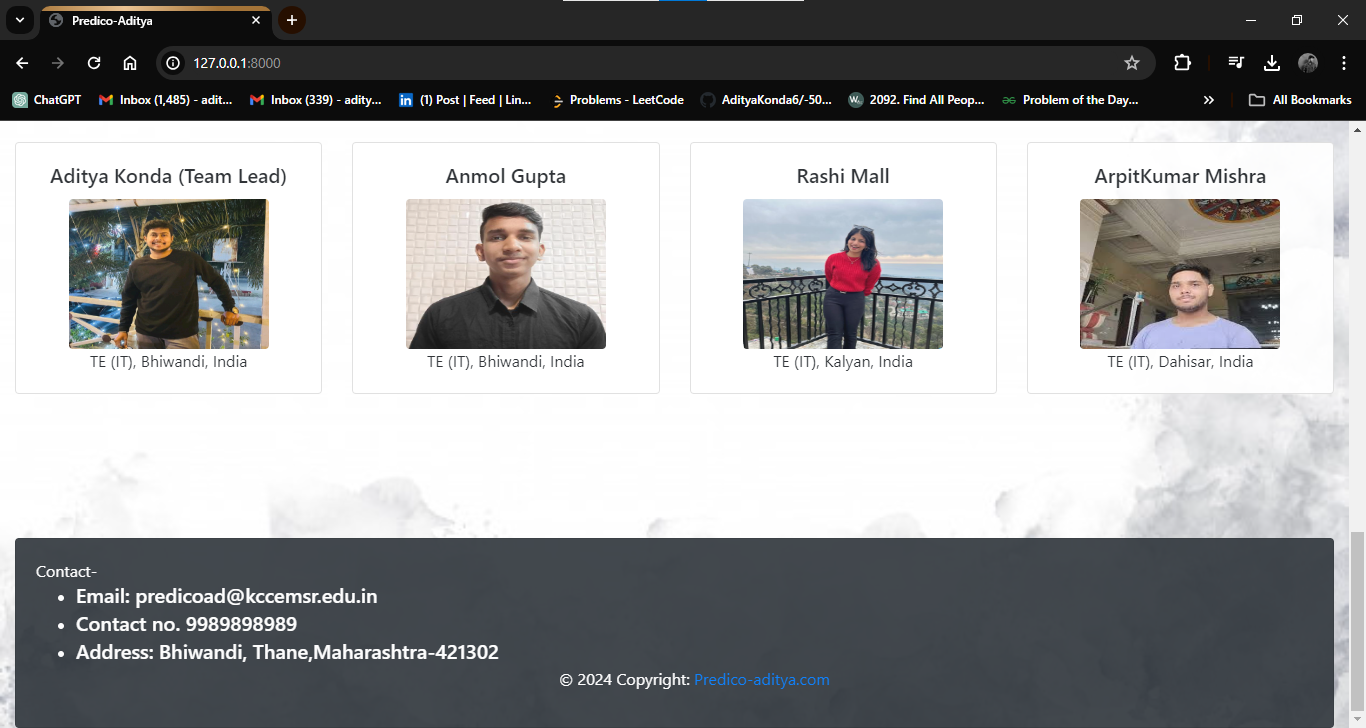 Predico-Aditya
127.0.0.1:8000
ChatGPT
Inbox (1,485) - adit...
Inbox (339) - adity...
(1) Post | Feed | Lin...
Problems - LeetCode
AdityaKonda6/-50...
2092. Find All Peop...
Problem of the Day...
All Bookmarks
Aditya Konda (Team Lead)
TE (IT), Bhiwandi, India
Anmol Gupta
TE (IT), Bhiwandi, India
Rashi Mall
TE (IT), Kalyan, India
ArpitKumar Mishra
TE (IT), Dahisar, India
Contact-
• Email: predicoad@kccemsr.edu.in
• Contact no. 9989898989
• Address: Bhiwandi, Thane,Maharashtra-421302
© 2024 Copyright: Predico-aditya.com